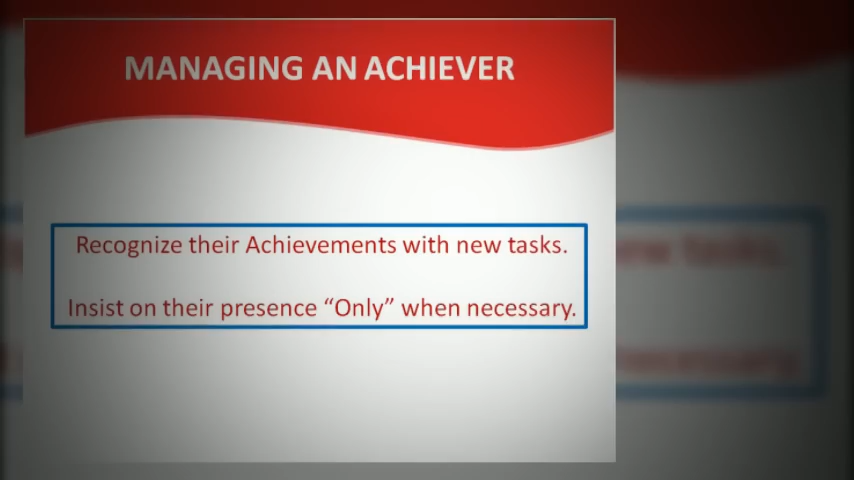 MANAGING AN ACHIEVER
Recognize their Achievements with new tasks.
Insist on their presence “Only” when necessary.